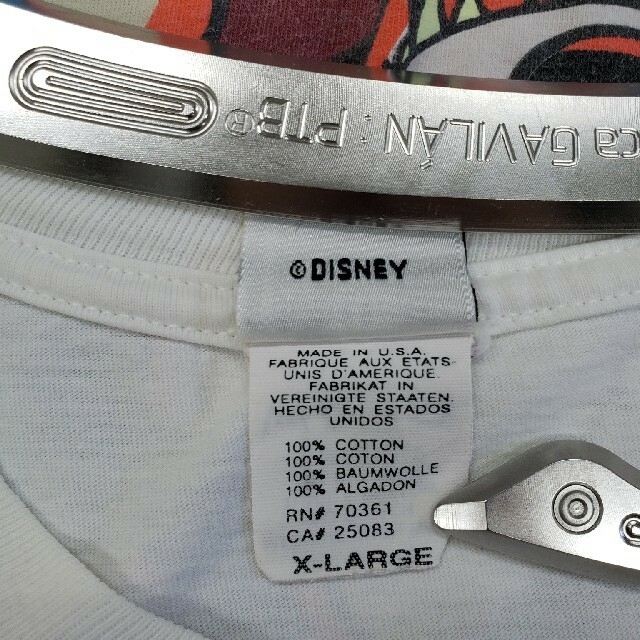 ca GAVILÁN : PTB®
© DISNEY
MADE IN U.S.A.
FABRIQUE AUX ETATS-
UNIS D'AMERIQUE.
FABRIKAT IN
VEREINIGTE STAATEN.
HECHO EN ESTADOS
UNIDOS
100% COTTON
100% COTON
100% BAUMWOLLE
100% ALGADON
RN# 70361
CA# 25083
X-LARGE